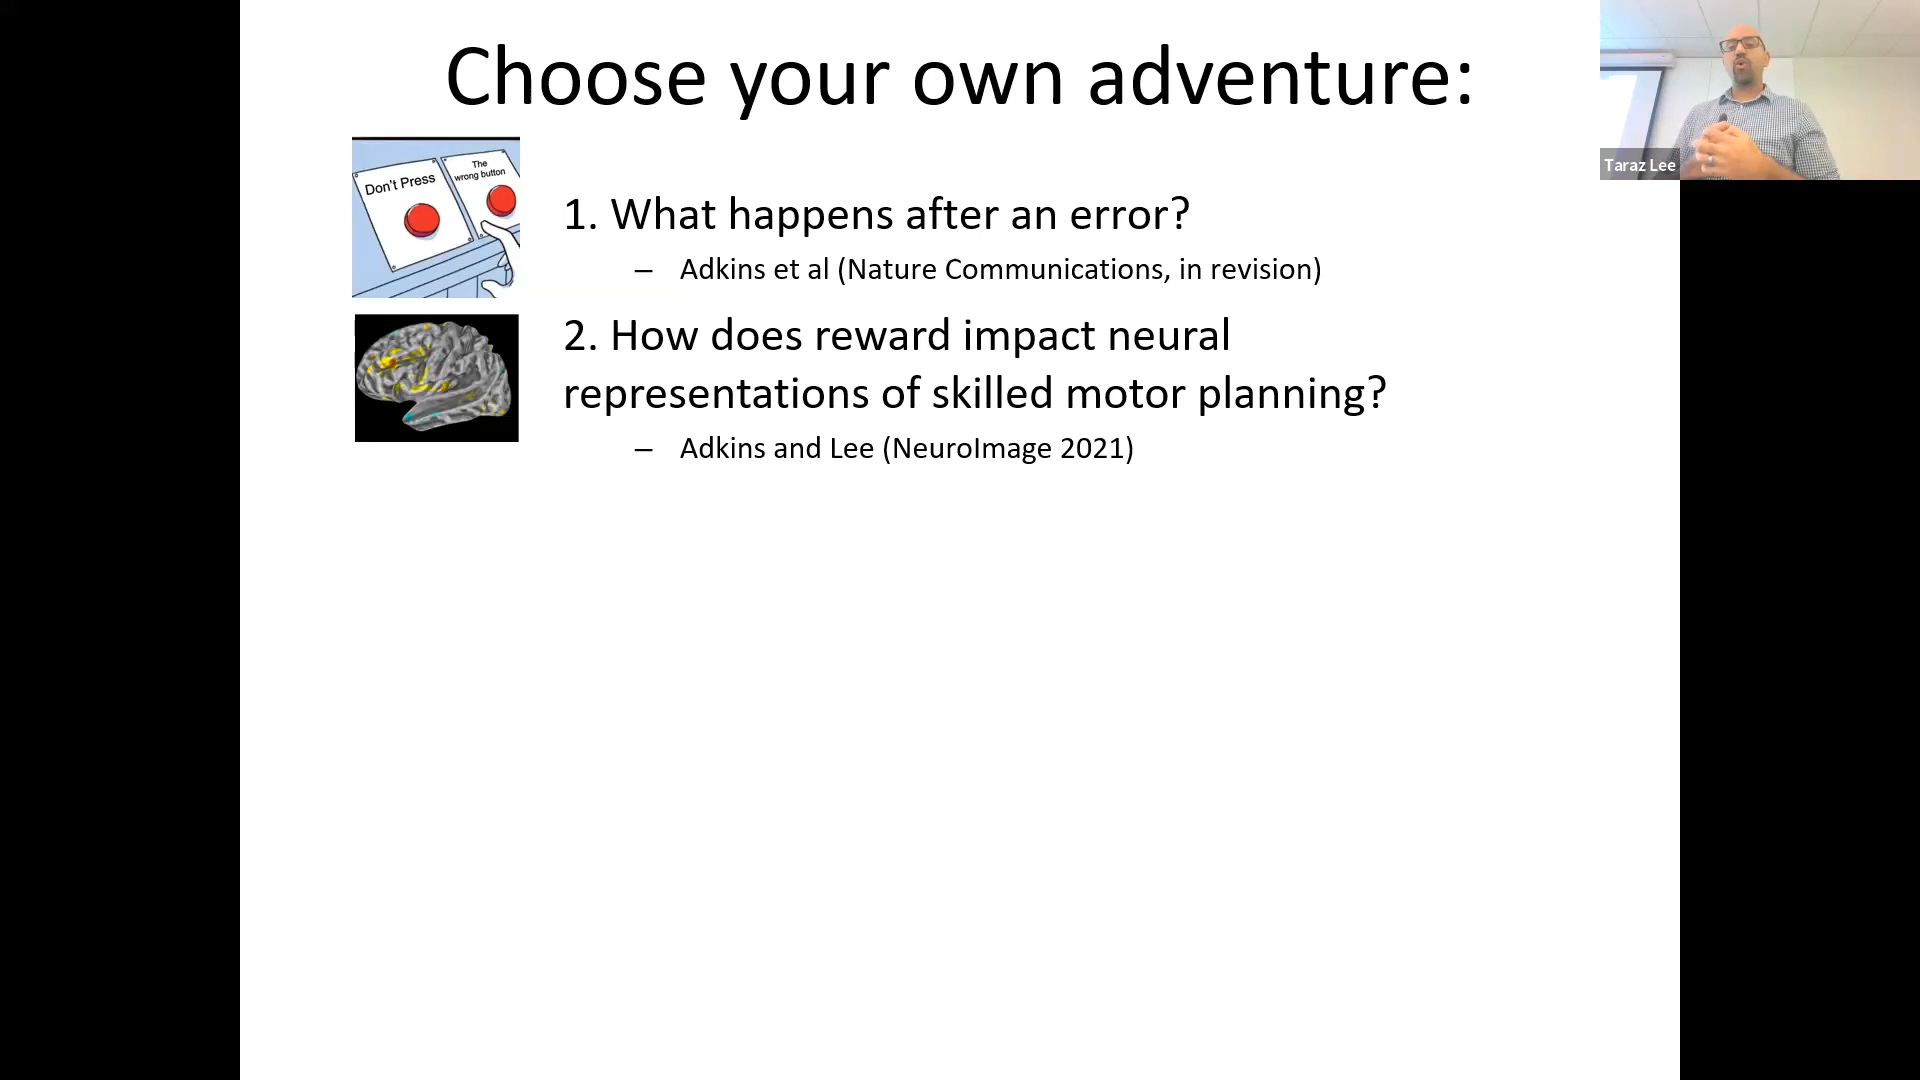 Choose your own adventure:
Don't Press
The
wrong button
1. What happens after an error?
– Adkins et al (Nature Communications, in revision)
2. How does reward impact neural
representations of skilled motor planning?
– Adkins and Lee (NeuroImage 2021)
Taraz Lee